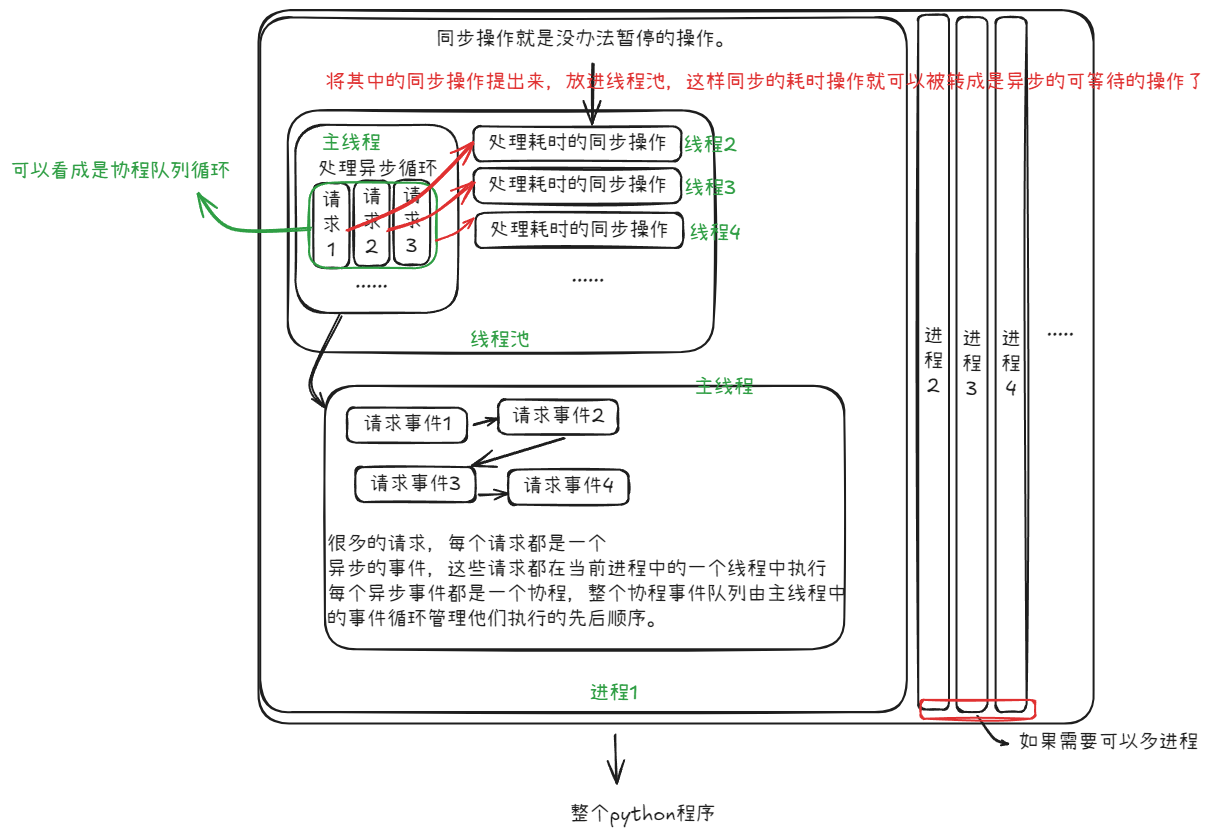 同步操作就是没办法暂停的操作。
将其中的同步操作提出来，放进线程池，这样同步的耗时操作就可以被转成是异步的可等待的操作了
主线程
处理异步循环
可以看成是协程队列循环
请求1
请求2
请求3
......
处理耗时的同步操作
线程2
处理耗时的同步操作
线程3
处理耗时的同步操作
线程4
......
线程池
主线程
请求事件1
请求事件2
请求事件3
请求事件4
很多的请求，每个请求都是一个
异步的事件，这些请求都在当前进程中的一个线程中执行
每个异步事件都是一个协程，整个协程事件队列由主线程中
的事件循环管理他们执行的先后顺序。
进程1
进程2
进程3
进程4
.....
如果需要可以多进程
整个python程序